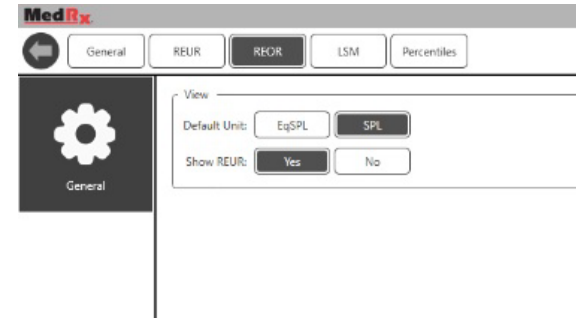 MedRx
General REUR REOR LSM Percentiles
View
Default Unit: EqSPL SPL
Show REUR: Yes No
General